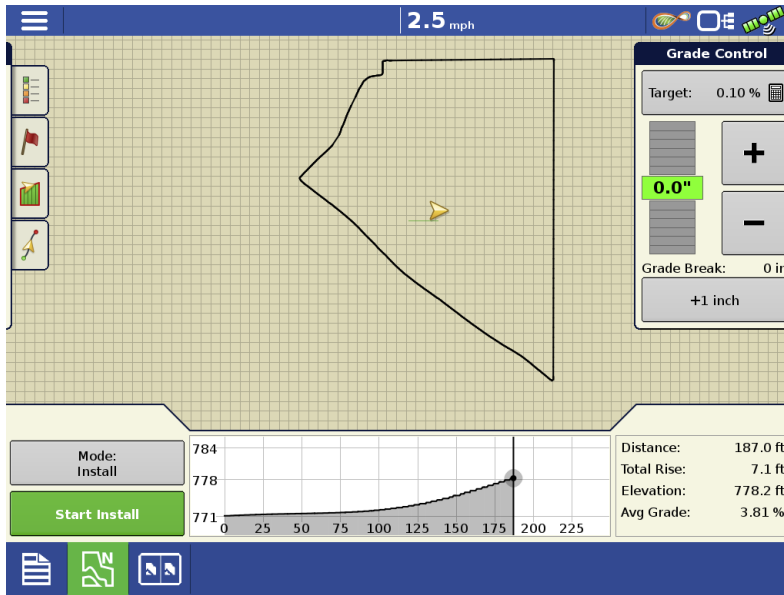 2.5 mph
Grade Control
Target: 0.10 %
+
0.0"
−
Grade Break: 0 in
+1 inch
Mode:
Install
Start Install
784
778
771
0 25 50 75 100 125 150 175 200 225
Distance: 187.0 ft
Total Rise: 7.1 ft
Elevation: 778.2 ft
Avg Grade: 3.81 %
N